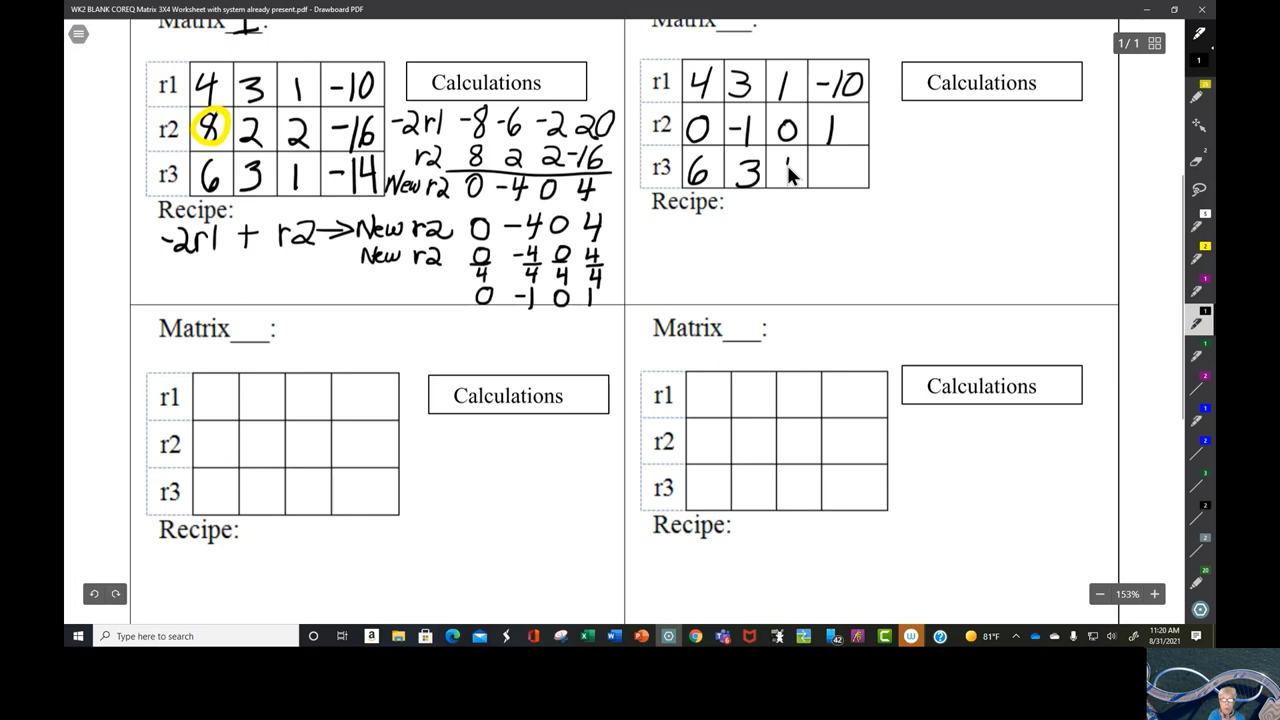 WK2 BLANK COREQ Matrix 3X4 Worksheet with system already present.pdf - Drawboard PDF
Matrix 1 :
r1 4 3 1 -10
r2 8 2 2 -16
r3 6 3 1 -14
Recipe:
-2r1 + r2 → New r2
Calculations
-2r1 -8 -6 -2 20
r2 8 2 2 -16
New r2 0 -4 0 4
0 -4 0 4
New r2 0/4 -4/4 0/4 4/4
0 -1 0 1
Matrix___:
r1 4 3 1 -10
r2 0 -1 0 1
r3 6 3 1
Recipe:
Calculations
1/1
Matrix___:
r1
r2
r3
Recipe:
Calculations
Matrix___:
r1
r2
r3
Recipe:
Calculations
153%
Type here to search
81°F
11:20 AM
8/31/2021